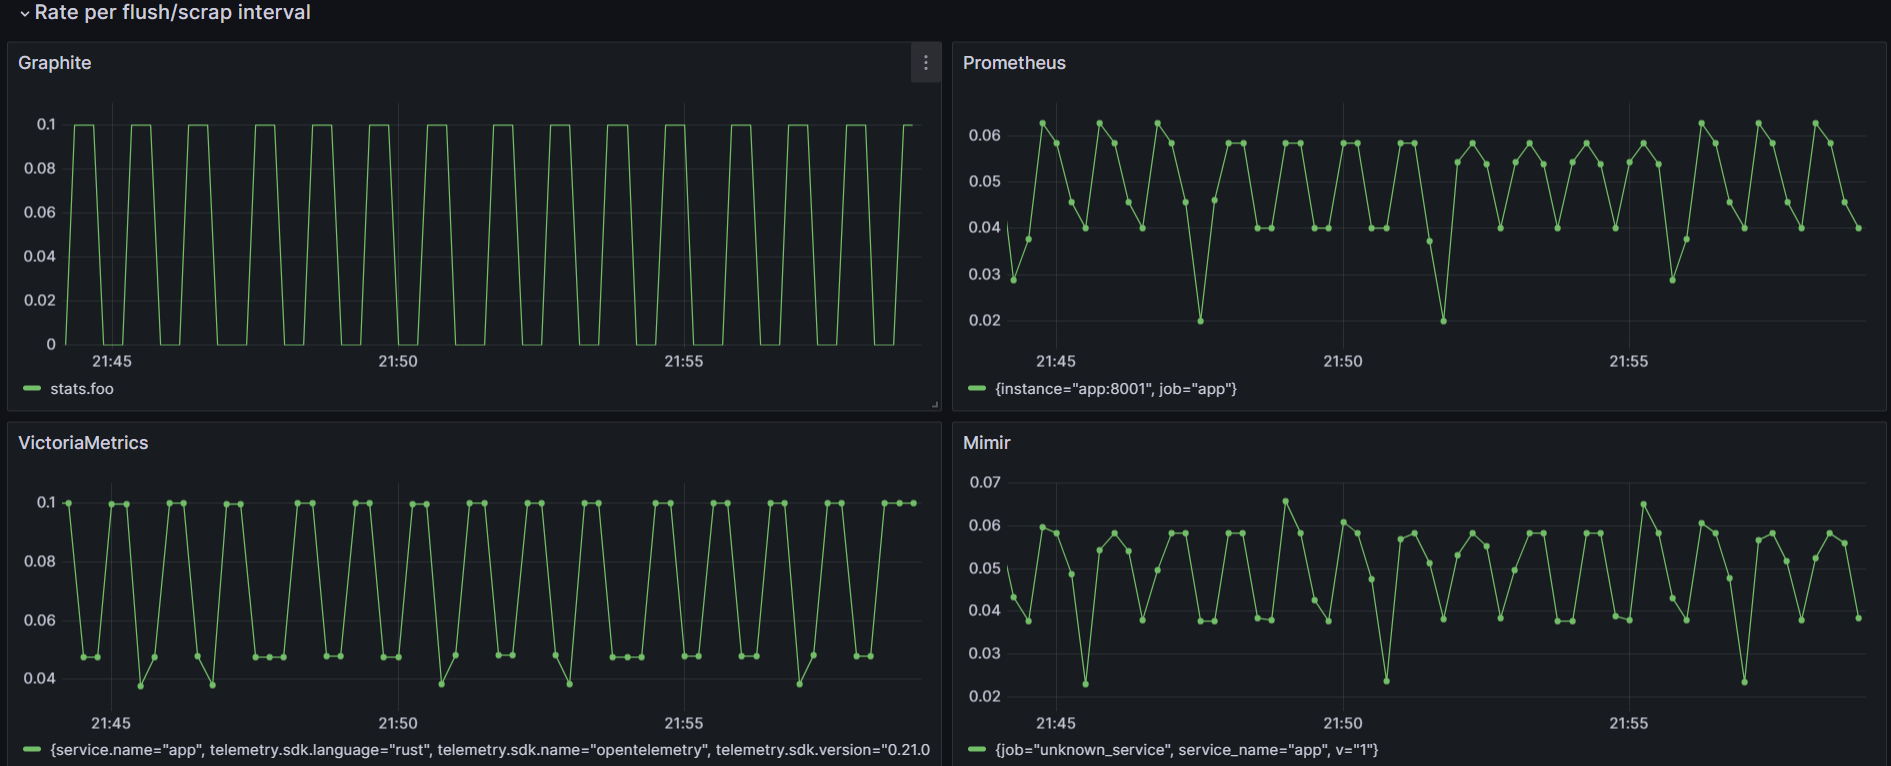 Rate per flush/scrap interval
Graphite
0.1
0.08
0.06
0.04
0.02
0
21:45 21:50 21:55
stats.foo
Prometheus
0.06
0.05
0.04
0.03
0.02
21:45 21:50 21:55
{instance="app:8001", job="app"}
VictoriaMetrics
0.1
0.08
0.06
0.04
21:45 21:50 21:55
{service.name="app", telemetry.sdk.language="rust", telemetry.sdk.name="opentelemetry", telemetry.sdk.version="0.21.0
Mimir
0.07
0.06
0.05
0.04
0.03
0.02
21:45 21:50 21:55
{job="unknown_service", service_name="app", v="1"}